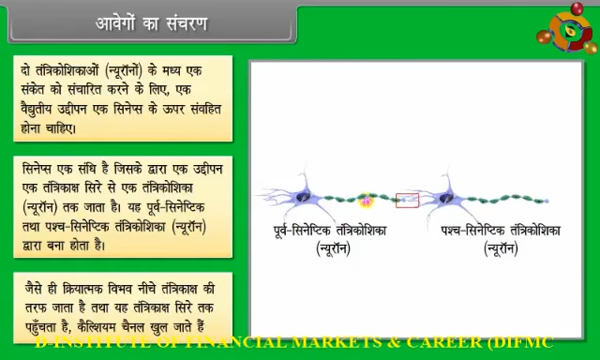 आवेगों का संचरण
दो तंत्रिकोशिकाओं (न्यूरॉनों) के मध्य एक
संकेत को संचारित करने के लिए, एक
वैद्युतीय उद्दीपन एक सिनेप्स के ऊपर संवहित
होना चाहिए।
सिनेप्स एक संधि है जिसके द्वारा एक उद्दीपन
एक तंत्रिकाक्ष सिरे से एक तंत्रिकोशिका
(न्यूरॉन) तक जाता है। यह पूर्व-सिनेप्टिक
तथा पश्च-सिनेप्टिक तंत्रिकोशिका (न्यूरॉन)
द्वारा बना होता है।
जैसे ही क्रियात्मक विभव नीचे तंत्रिकाक्ष की
तरफ जाता है तथा यह तंत्रिकाक्ष सिरे तक
पहुँचता है, कैल्शियम चैनल खुल जाते हैं
पूर्व-सिनेप्टिक तंत्रिकोशिका
(न्यूरॉन)
पश्च-सिनेप्टिक तंत्रिकोशिका
(न्यूरॉन)
D-INSTITUTE OF FINANCIAL MARKETS & CAREER (DIFMC